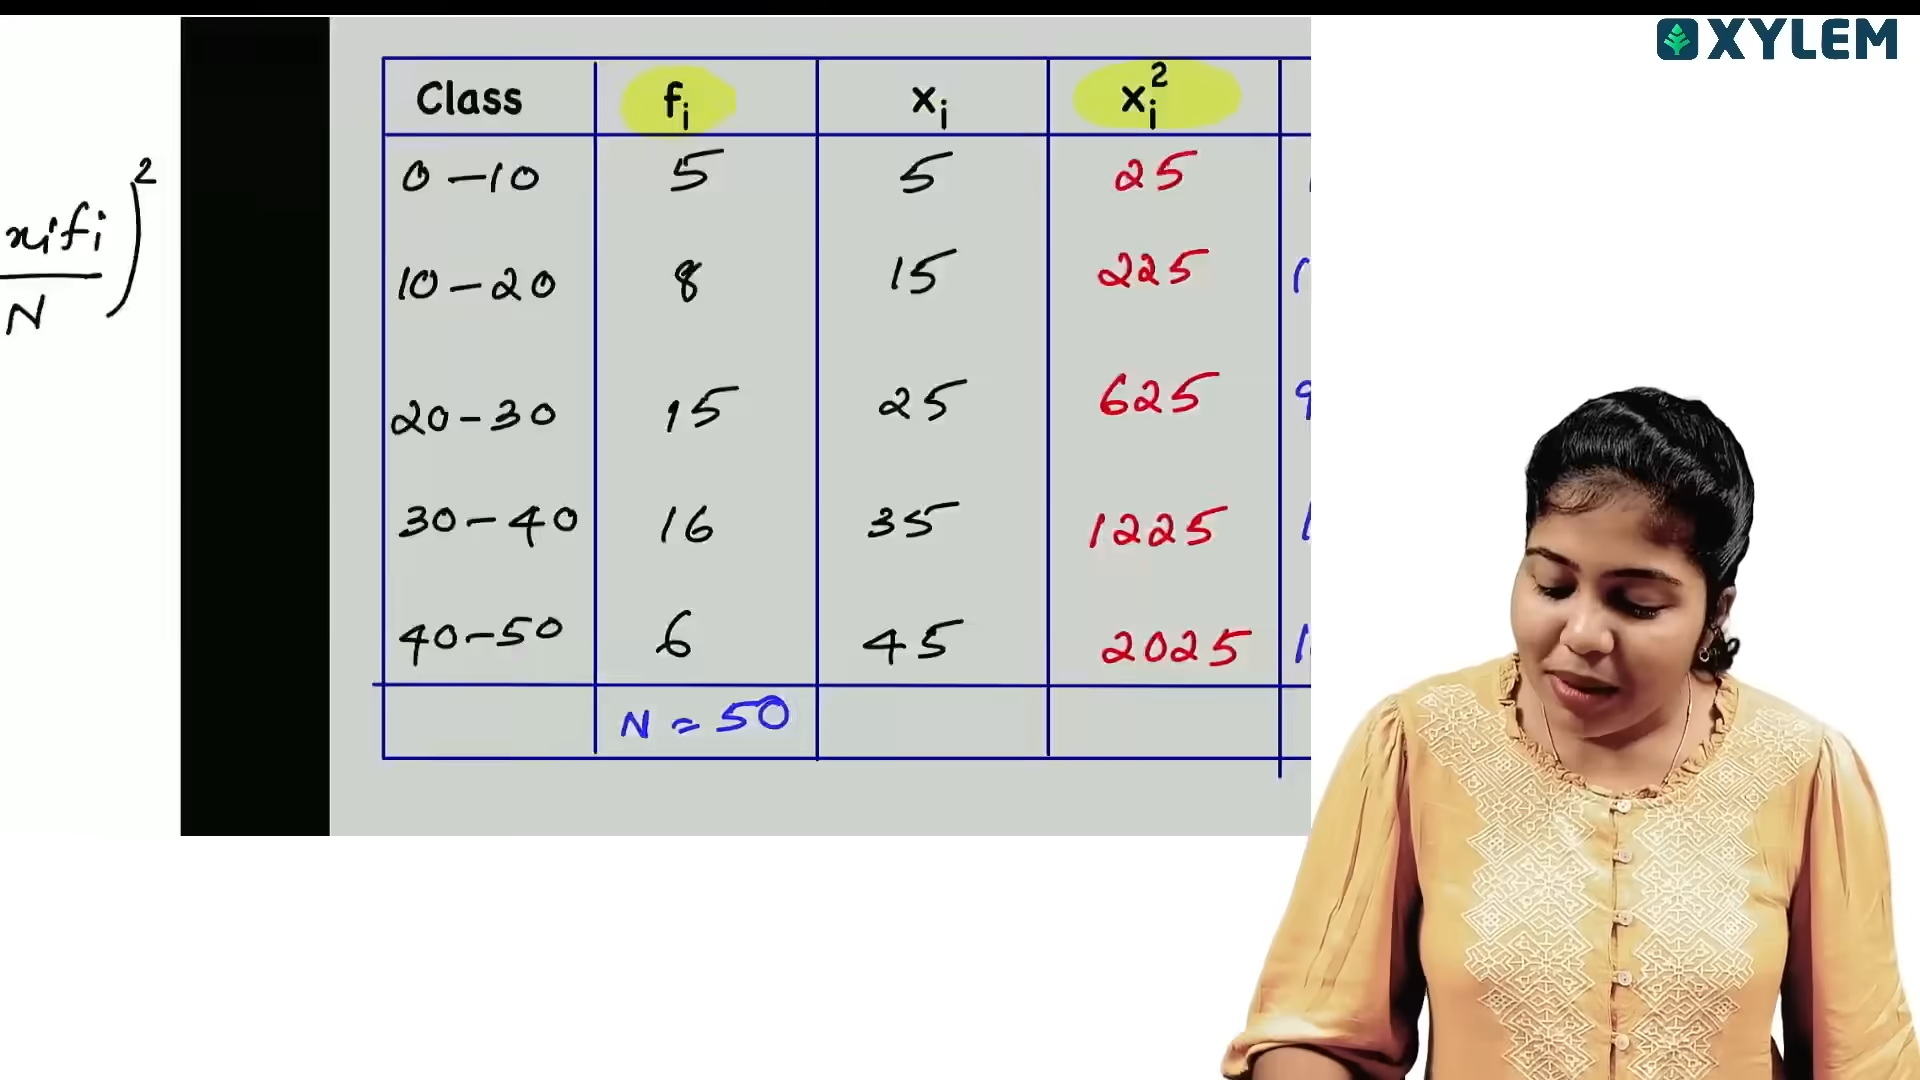 XYLEM
xifi
N
)²
Class fi xi xi²
0-10 5 5 25
10-20 8 15 225
20-30 15 25 625
30-40 16 35 1225
40-50 6 45 2025
N = 50